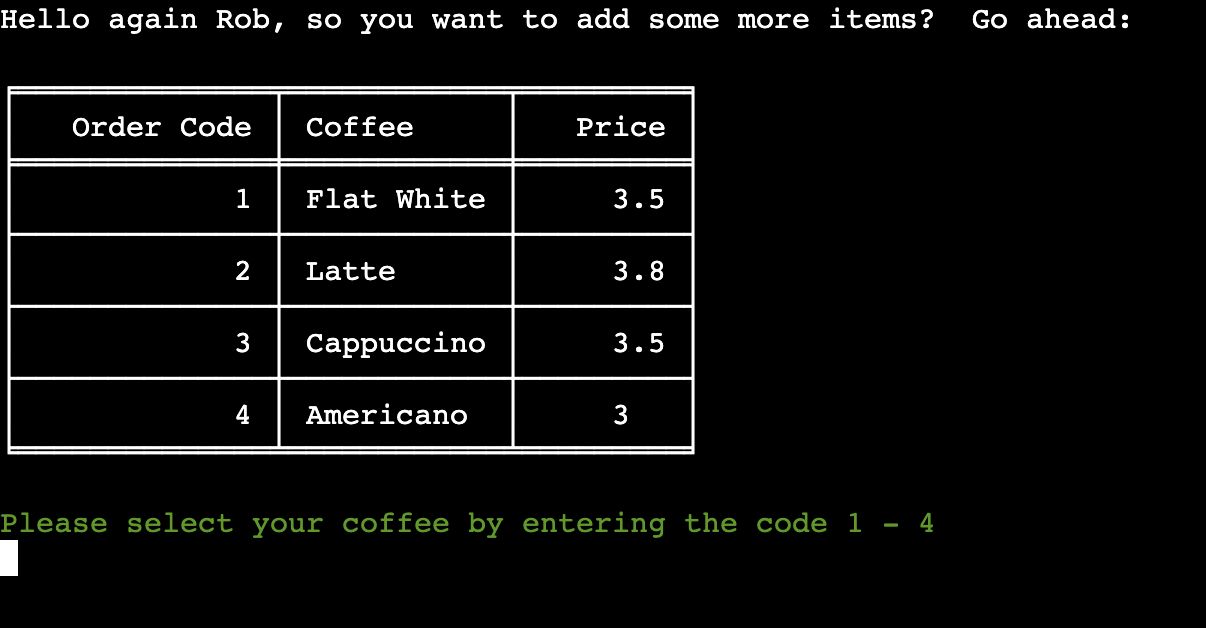 Hello again Rob, so you want to add some more items?  Go ahead:
Order Code Coffee Price
1 Flat White 3.5
2 Latte 3.8
3 Cappuccino 3.5
4 Americano 3
Please select your coffee by entering the code 1 - 4